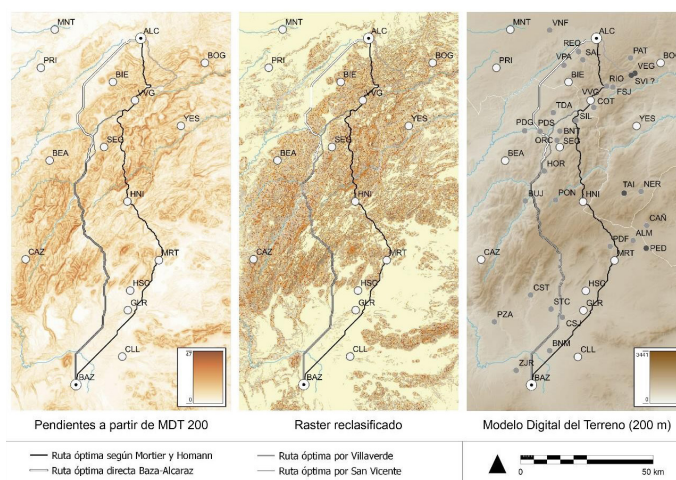 MNT
ALC
PRI
BOG
BIE
VVG
YES
SEG
BEA
HNI
CAZ
MRT
HSC
GLR
CLL
BAZ
27
0
Pendientes a partir de MDT 200
MNT
ALC
PRI
BOG
BIE
VVG
YES
SEG
BEA
HNI
CAZ
MRT
HSC
GLR
CLL
BAZ
Raster reclasificado
MNT
VNF
ALC
REO
SAL
PAT
PRI
VPA
VEG
BO
SVI ?
BIE
RIO
FSJ
VVG
COT
TDA
SIL
PDG
PDS
BNT
YES
ORC
SEG
BEA
HOR
TAI
NER
BUJ
PON
HNI
CAÑ
ALM
PDF
PED
CAZ
MRT
CST
HSC
STC
GLR
PZA
CSJ
BNM
CLL
ZJR
BAZ
3441
0
Modelo Digital del Terreno (200 m)
Ruta óptima según Mortier y Homann
Ruta óptima directa Baza-Alcaraz
Ruta óptima por Villaverde
Ruta óptima por San Vicente
0
50 km